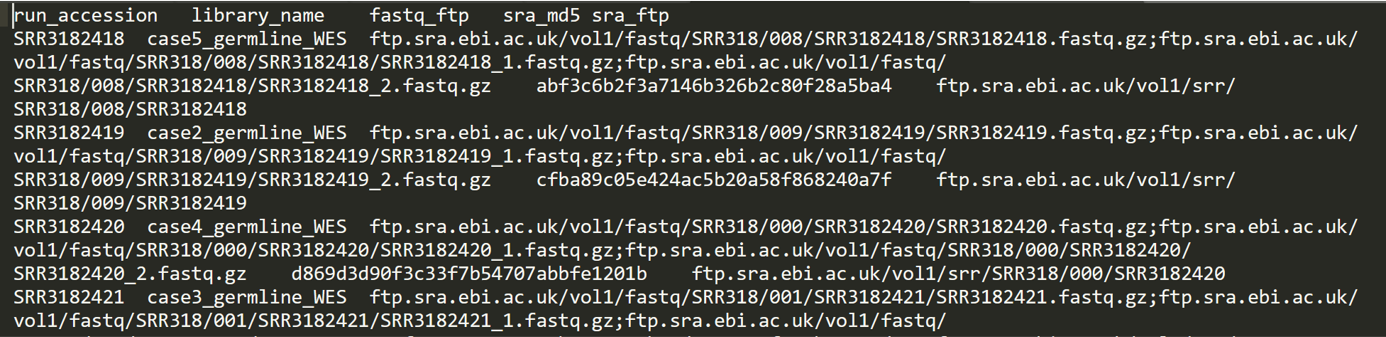 run_accession library_name fastq_ftp sra_md5 sra_ftp
SRR3182418 case5_germline_WES ftp.sra.ebi.ac.uk/vol1/fastq/SRR318/008/SRR3182418/SRR3182418.fastq.gz;ftp.sra.ebi.ac.uk/
vol1/fastq/SRR318/008/SRR3182418/SRR3182418_1.fastq.gz;ftp.sra.ebi.ac.uk/vol1/fastq/
SRR318/008/SRR3182418/SRR3182418_2.fastq.gz abf3c6b2f3a7146b326b2c80f28a5ba4 ftp.sra.ebi.ac.uk/vol1/srr/
SRR318/008/SRR3182418
SRR3182419 case2_germline_WES ftp.sra.ebi.ac.uk/vol1/fastq/SRR318/009/SRR3182419/SRR3182419.fastq.gz;ftp.sra.ebi.ac.uk/
vol1/fastq/SRR318/009/SRR3182419/SRR3182419_1.fastq.gz;ftp.sra.ebi.ac.uk/vol1/fastq/
SRR318/009/SRR3182419/SRR3182419_2.fastq.gz cfba89c05e424ac5b20a58f868240a7f ftp.sra.ebi.ac.uk/vol1/srr/
SRR318/009/SRR3182419
SRR3182420 case4_germline_WES ftp.sra.ebi.ac.uk/vol1/fastq/SRR318/000/SRR3182420/SRR3182420.fastq.gz;ftp.sra.ebi.ac.uk/
vol1/fastq/SRR318/000/SRR3182420/SRR3182420_1.fastq.gz;ftp.sra.ebi.ac.uk/vol1/fastq/SRR318/000/SRR3182420/
SRR3182420_2.fastq.gz d869d3d90f3c33f7b54707abbfe1201b ftp.sra.ebi.ac.uk/vol1/srr/SRR318/000/SRR3182420
SRR3182421 case3_germline_WES ftp.sra.ebi.ac.uk/vol1/fastq/SRR318/001/SRR3182421/SRR3182421.fastq.gz;ftp.sra.ebi.ac.uk/
vol1/fastq/SRR318/001/SRR3182421/SRR3182421_1.fastq.gz;ftp.sra.ebi.ac.uk/vol1/fastq/